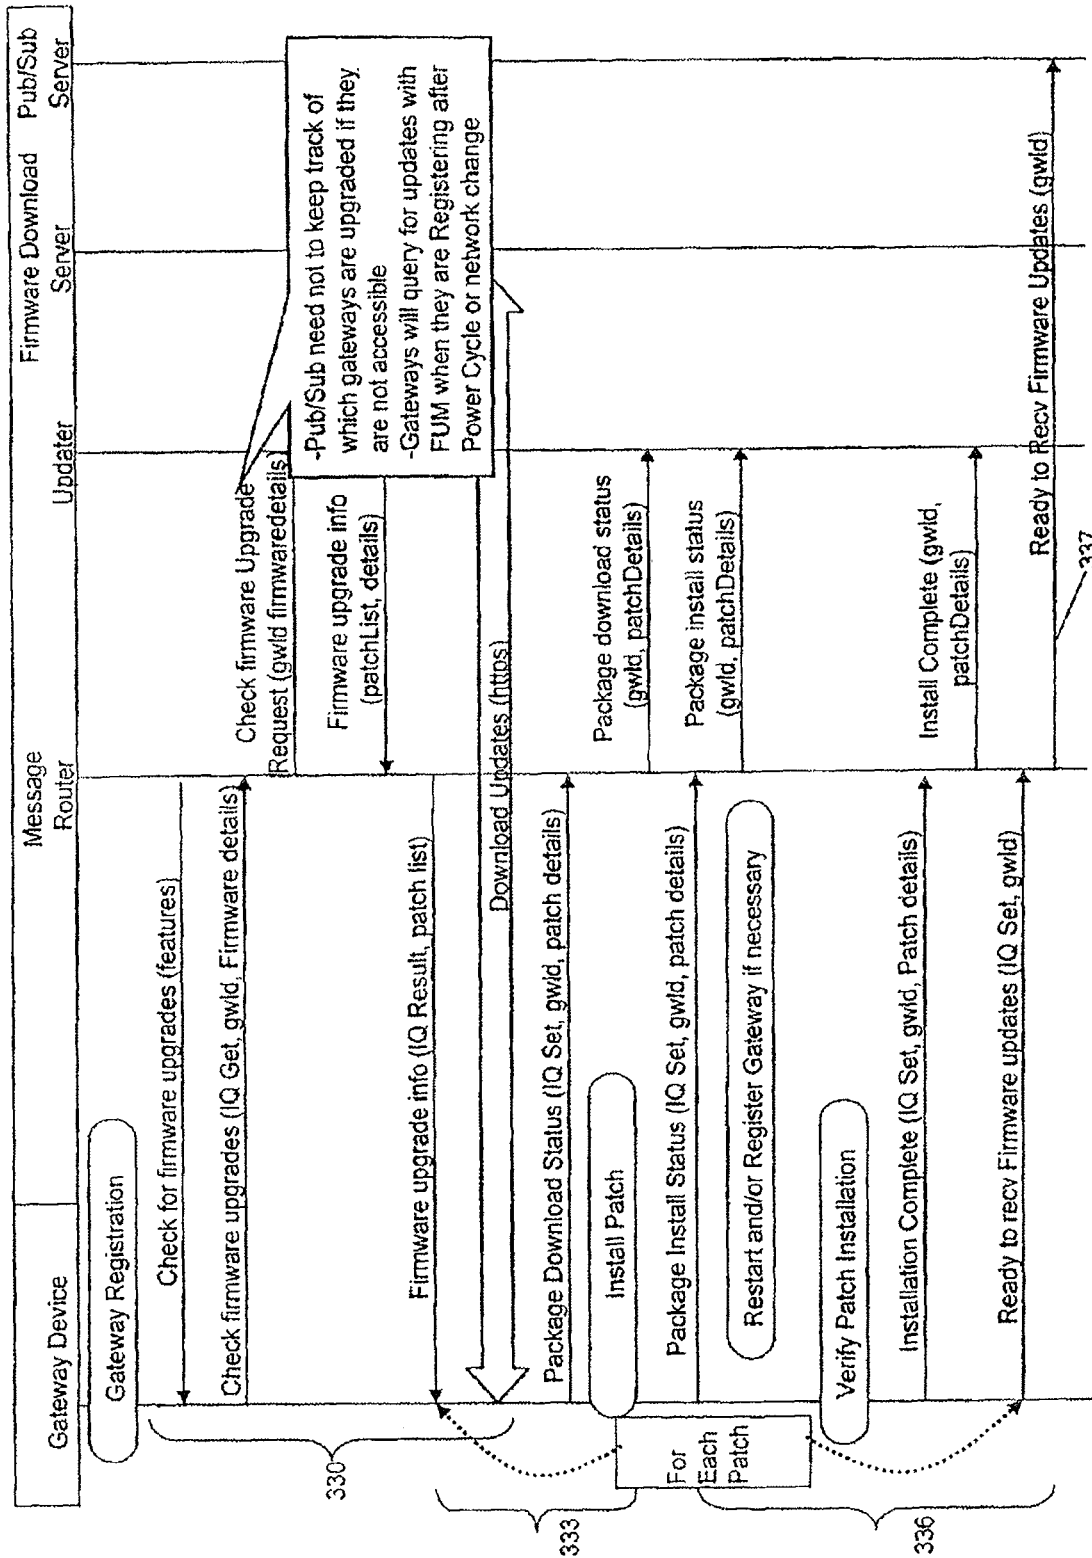 Gateway Device
Message
Router
Updater
Firmware Download
Server
Pub/Sub
Server
Gateway Registration
Check for firmware upgrades (features)
Check firmware upgrades (IQ Get, gwId, Firmware details)
Check firmware Upgrade
Request (gwId firmwaredetails)
-Pub/Sub need not to keep track of
which gateways are upgraded if they
are not accessible
-Gateways will query for updates with
FUM when they are Registering after
Power Cycle or network change
Firmware upgrade info
(patchList, details)
Firmware upgrade info (IQ Result, patch list)
Download Updates (https)
330
Package Download Status (IQ Set, gwId, patch details)
Package download status
(gwId, patchDetails)
Install Patch
333
For
Each
Patch
Package Install Status (IQ Set, gwId, patch details)
Package install status
(gwId, patchDetails)
Restart and/or Register Gateway if necessary
Verify Patch Installation
336
Installation Complete (IQ Set, gwId, Patch details)
Install Complete (gwId,
patchDetails)
Ready to recv Firmware updates (IQ Set, gwId)
Ready to Recv Firmware Updates (gwId)
337